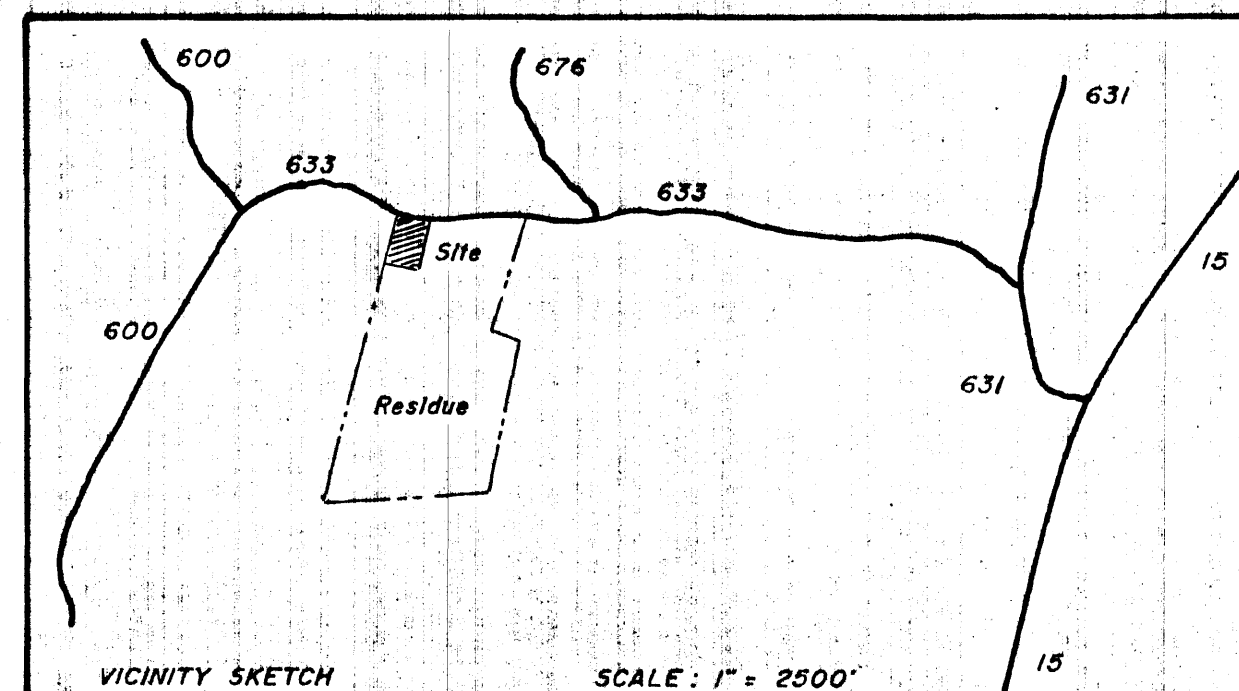 600
676
631
633
633
15
Site
600
631
Residue
15
VICINITY SKETCH
SCALE: 1" = 2500'